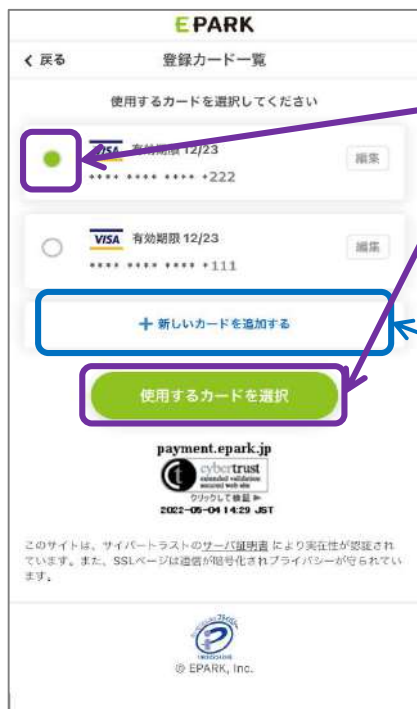 EPARK
戻る 登録カード一覧
使用するカードを選択してください
VISA 有効期限 12/23 編集
**** **** **** *222
VISA 有効期限 12/23 編集
**** **** **** *111
+ 新しいカードを追加する
使用するカードを選択
payment.epark.jp
cybertrust
extended validation
secured web site
クリックして検証
2022-05-04 14:29 JST
このサイトは、サイバートラストのサーバ証明書 により実在性が認証され
ています。また、SSLページは通信が暗号化されプライバシーが守られてい
ます。
© EPARK, Inc.